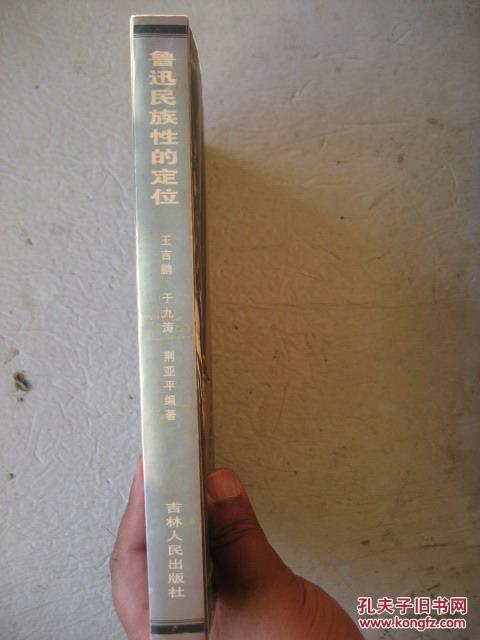 鲁迅民族性的定位
王吉鹏 于九涛 荆亚平编著
吉林人民出版社
孔夫子旧书网
www.kongfz.com